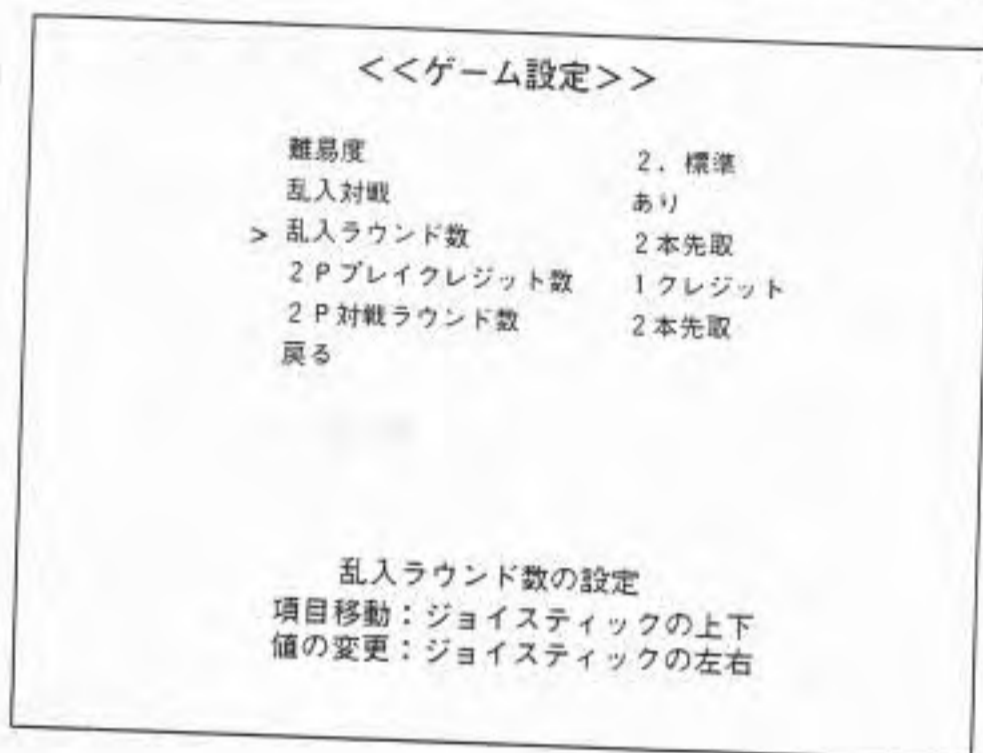 <<ゲーム設定>>
難易度 2．標準
乱入対戦 あり
> 乱入ラウンド数 2本先取
2Pプレイクレジット数 1クレジット
2P対戦ラウンド数 2本先取
戻る
乱入ラウンド数の設定
項目移動：ジョイスティックの上下
値の変更：ジョイスティックの左右